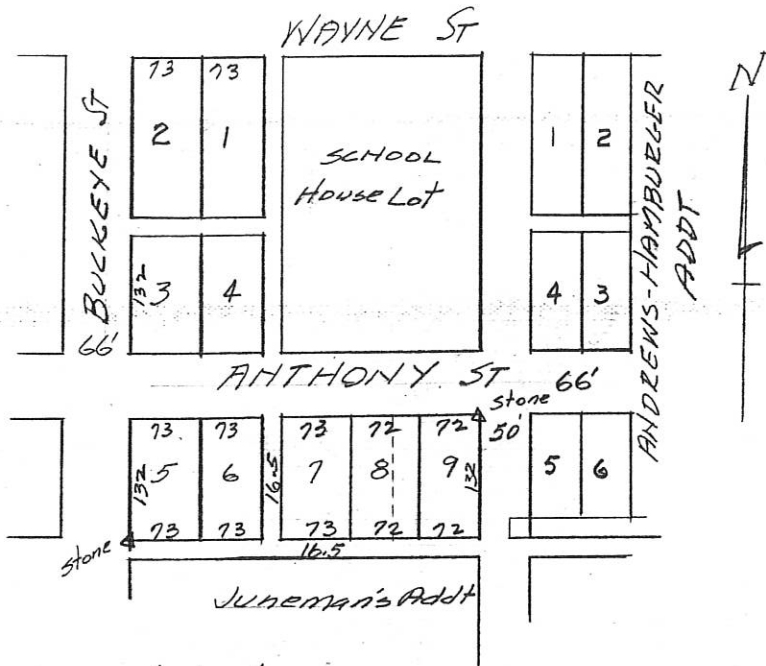 WAYNE ST
N
73 73
2 1 1 2
SCHOOL
House Lot
BUCKEYE ST
ANDREWS-HAMBURGER
ADDT
132 3 4 4 3
66'
ANTHONY ST 66'
stone
50'
73 73 73 72 72
132 5 6 16.5 7 8 9 132 5 6
73 73 73 72 72
stone
16.5
Juneman's Addt